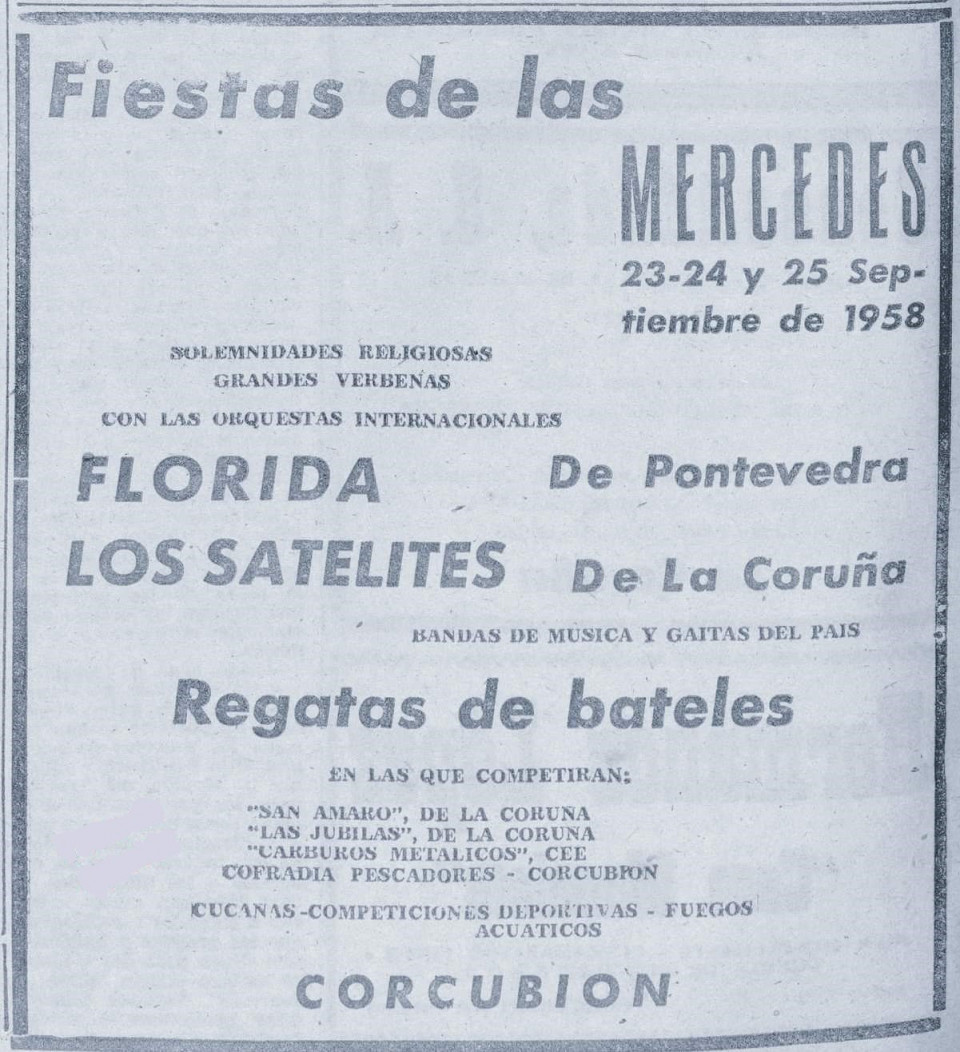 Fiestas de las
MERCEDES
23-24 y 25 Sep-
tiembre de 1958
SOLEMNIDADES RELIGIOSAS
GRANDES VERBENAS
CON LAS ORQUESTAS INTERNACIONALES
FLORIDA De Pontevedra
LOS SATELITES De La Coruña
BANDAS DE MUSICA Y GAITAS DEL PAIS
Regatas de bateles
EN LAS QUE COMPETIRAN:
"SAN AMARO", DE LA CORUÑA
"LAS JUBILAS", DE LA CORUNA
"CARBUROS METALICOS", CEE
COFRADIA PESCADORES - CORCUBION
CUCAÑAS-COMPETICIONES DEPORTIVAS - FUEGOS
ACUATICOS
CORCUBION